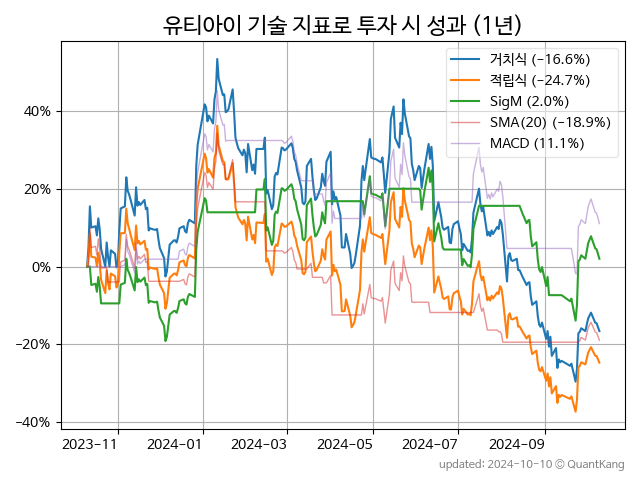 유티아이 기술 지표로 투자 시 성과 (1년)
거치식 (−16.6%)
적립식 (−24.7%)
SigM (2.0%)
SMA(20) (−18.9%)
MACD (11.1%)
40%
20%
0%
−20%
−40%
2023-11 2024-01 2024-03 2024-05 2024-07 2024-09
updated: 2024-10-10 © QuantKang